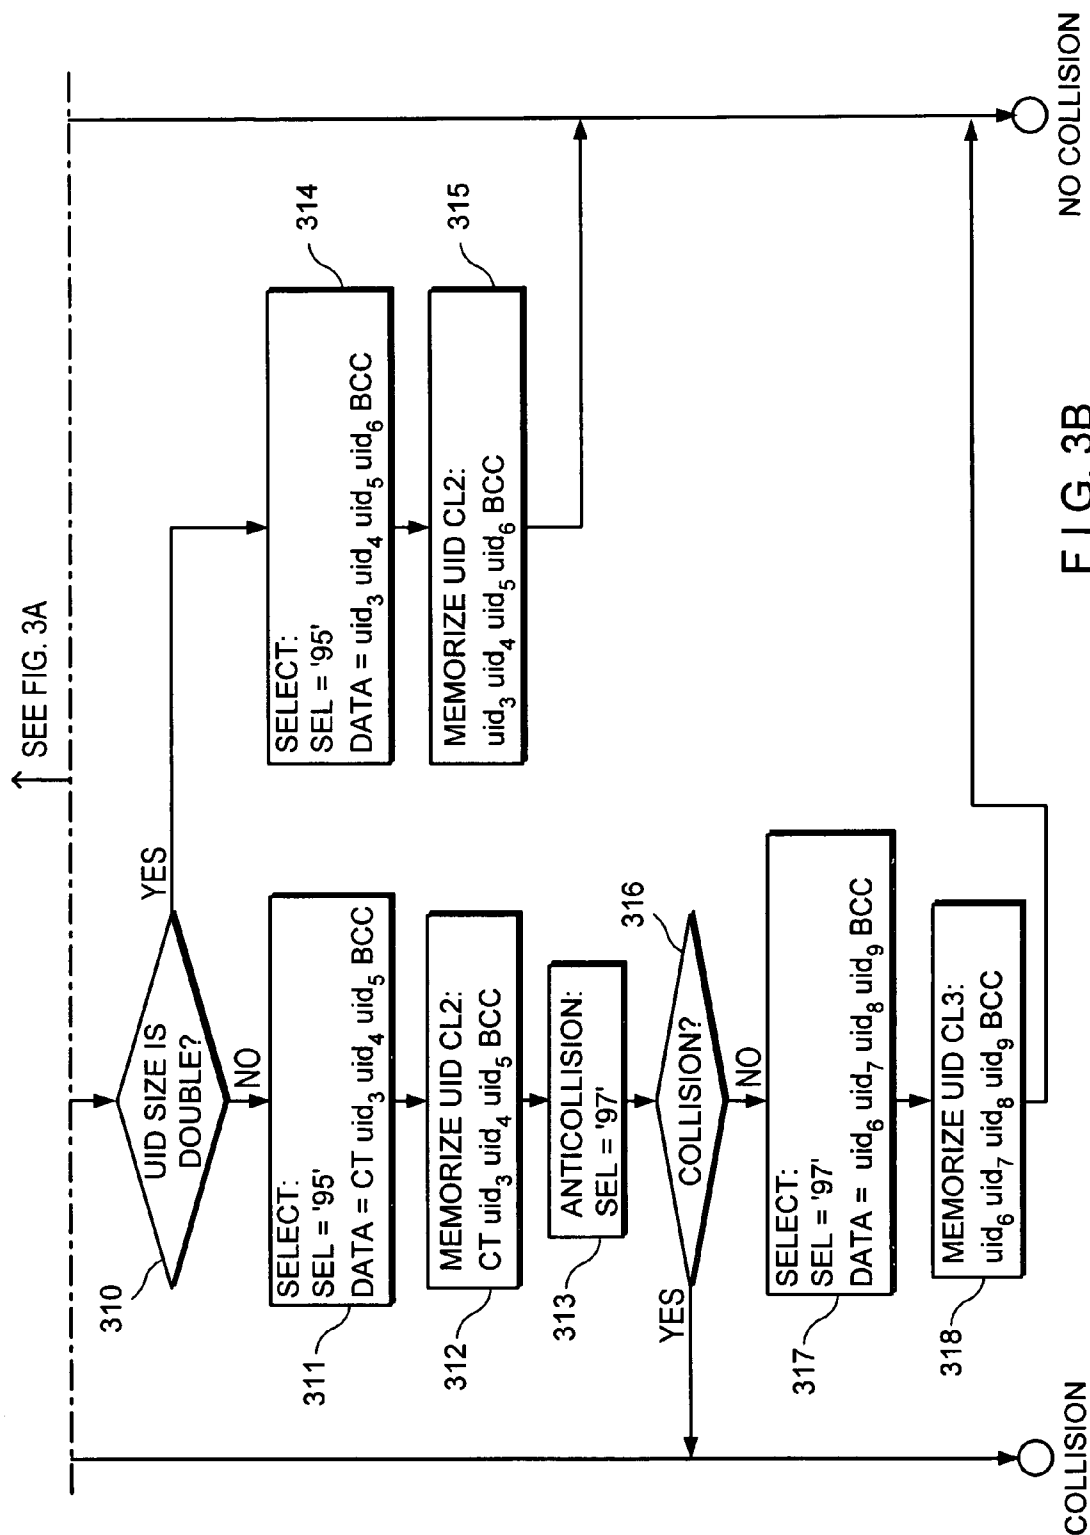 ↑ SEE FIG. 3A
310
UID SIZE IS
DOUBLE?
YES
NO
311
SELECT:
SEL = '95'
DATA = CT uid₃ uid₄ uid₅ BCC
314
SELECT:
SEL = '95'
DATA = uid₃ uid₄ uid₅ uid₆ BCC
312
MEMORIZE UID CL2:
CT uid₃ uid₄ uid₅ BCC
315
MEMORIZE UID CL2:
uid₃ uid₄ uid₅ uid₆ BCC
313
ANTICOLLISION:
SEL = '97'
316
COLLISION?
YES
NO
317
SELECT:
SEL = '97'
DATA = uid₆ uid₇ uid₈ uid₉ BCC
318
MEMORIZE UID CL3:
uid₆ uid₇ uid₈ uid₉ BCC
COLLISION
NO COLLISION
FIG. 3B